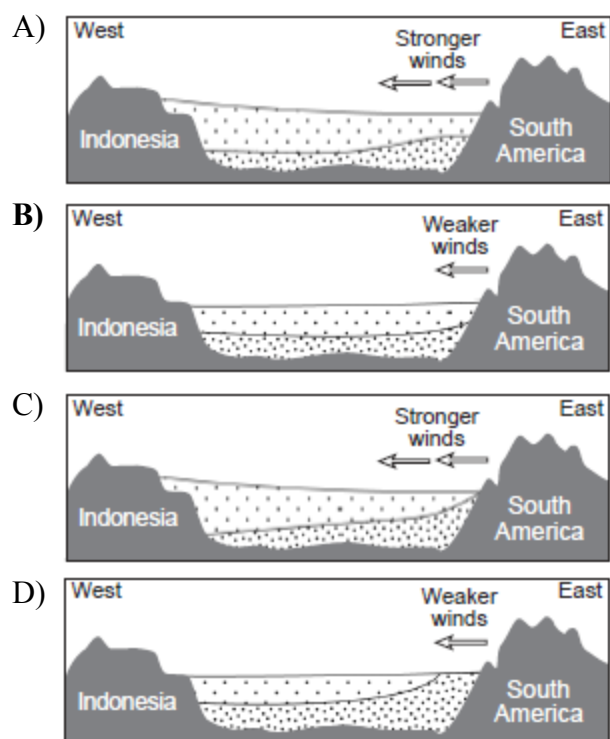 A)
West
East
Stronger
winds
Indonesia
South
America
B)
West
East
Weaker
winds
Indonesia
South
America
C)
West
East
Stronger
winds
Indonesia
South
America
D)
West
East
Weaker
winds
Indonesia
South
America